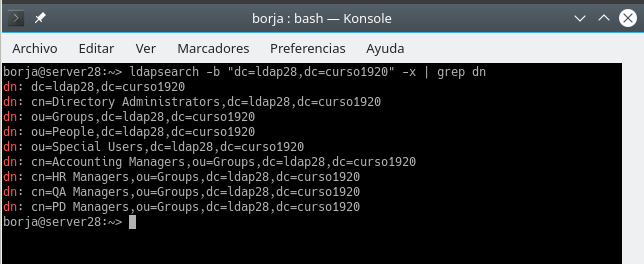 borja : bash — Konsole
Archivo Editar Ver Marcadores Preferencias Ayuda
borja@server28:~> ldapsearch -b "dc=ldap28,dc=curso1920" -x | grep dn
dn: dc=ldap28,dc=curso1920
dn: cn=Directory Administrators,dc=ldap28,dc=curso1920
dn: ou=Groups,dc=ldap28,dc=curso1920
dn: ou=People,dc=ldap28,dc=curso1920
dn: ou=Special Users,dc=ldap28,dc=curso1920
dn: cn=Accounting Managers,ou=Groups,dc=ldap28,dc=curso1920
dn: cn=HR Managers,ou=Groups,dc=ldap28,dc=curso1920
dn: cn=QA Managers,ou=Groups,dc=ldap28,dc=curso1920
dn: cn=PD Managers,ou=Groups,dc=ldap28,dc=curso1920
borja@server28:~>